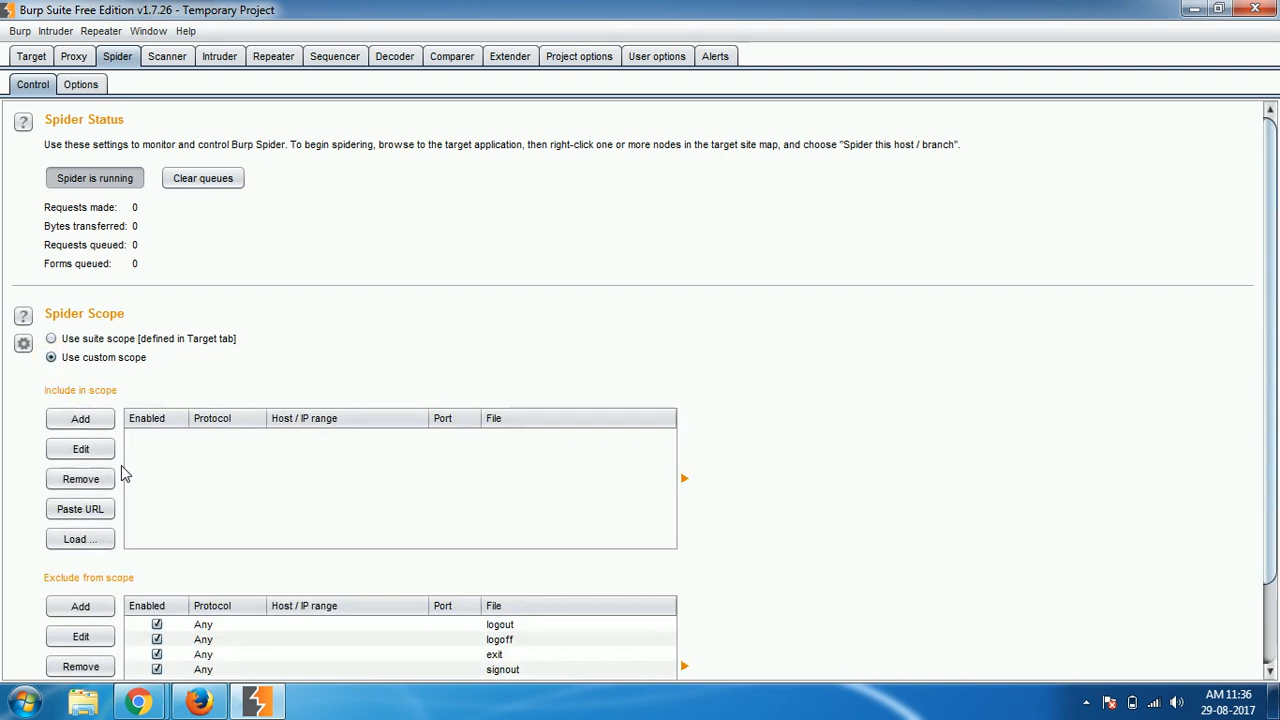 Burp Suite Free Edition v1.7.26 - Temporary Project
Burp Intruder Repeater Window Help
Target Proxy Spider Scanner Intruder Repeater Sequencer Decoder Comparer Extender Project options User options Alerts
Control Options
? Spider Status
Use these settings to monitor and control Burp Spider. To begin spidering, browse to the target application, then right-click one or more nodes in the target site map, and choose "Spider this host / branch".
Spider is running Clear queues
Requests made: 0
Bytes transferred: 0
Requests queued: 0
Forms queued: 0
? Spider Scope
Use suite scope [defined in Target tab]
Use custom scope
Include in scope
Add Enabled Protocol Host / IP range Port File
Edit
Remove
Paste URL
Load ...
Exclude from scope
Add Enabled Protocol Host / IP range Port File
Any logout
Edit Any logoff
Any exit
Remove Any signout
AM 11:36
29-08-2017